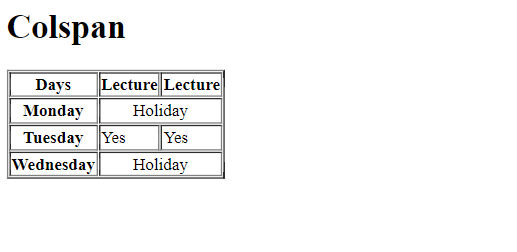 Colspan
Days Lecture Lecture
Monday Holiday
Tuesday Yes Yes
Wednesday Holiday